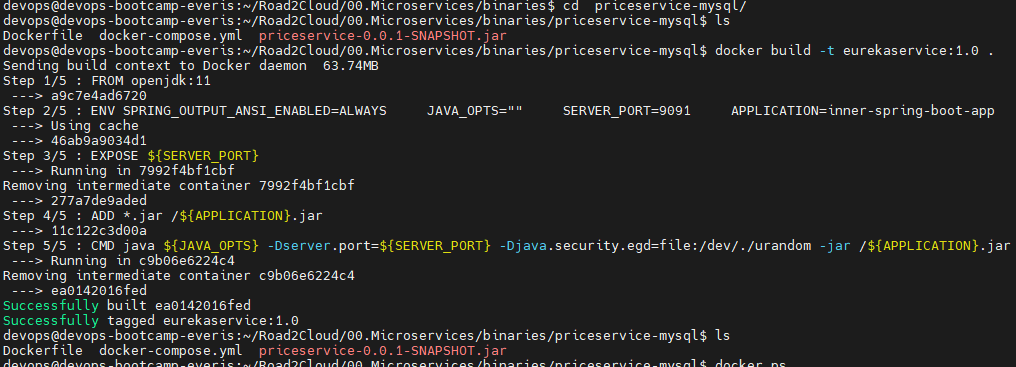 devops@devops-bootcamp-everis:~/Road2Cloud/00.Microservices/binaries$ cd  priceservice-mysql/
devops@devops-bootcamp-everis:~/Road2Cloud/00.Microservices/binaries/priceservice-mysql$ ls
Dockerfile  docker-compose.yml  priceservice-0.0.1-SNAPSHOT.jar
devops@devops-bootcamp-everis:~/Road2Cloud/00.Microservices/binaries/priceservice-mysql$ docker build -t eurekaservice:1.0 .
Sending build context to Docker daemon  63.74MB
Step 1/5 : FROM openjdk:11
 ---> a9c7e4ad6720
Step 2/5 : ENV SPRING_OUTPUT_ANSI_ENABLED=ALWAYS     JAVA_OPTS=""     SERVER_PORT=9091     APPLICATION=inner-spring-boot-app
 ---> Using cache
 ---> 46ab9a9034d1
Step 3/5 : EXPOSE ${SERVER_PORT}
 ---> Running in 7992f4bf1cbf
Removing intermediate container 7992f4bf1cbf
 ---> 277a7de9aded
Step 4/5 : ADD *.jar /${APPLICATION}.jar
 ---> 11c122c3d00a
Step 5/5 : CMD java ${JAVA_OPTS} -Dserver.port=${SERVER_PORT} -Djava.security.egd=file:/dev/./urandom -jar /${APPLICATION}.jar
 ---> Running in c9b06e6224c4
Removing intermediate container c9b06e6224c4
 ---> ea0142016fed
Successfully built ea0142016fed
Successfully tagged eurekaservice:1.0
devops@devops-bootcamp-everis:~/Road2Cloud/00.Microservices/binaries/priceservice-mysql$ ls
Dockerfile  docker-compose.yml  priceservice-0.0.1-SNAPSHOT.jar
devops@devops-bootcamp-everis:~/Road2Cloud/00.Microservices/binaries/priceservice-mysql$ docker ps